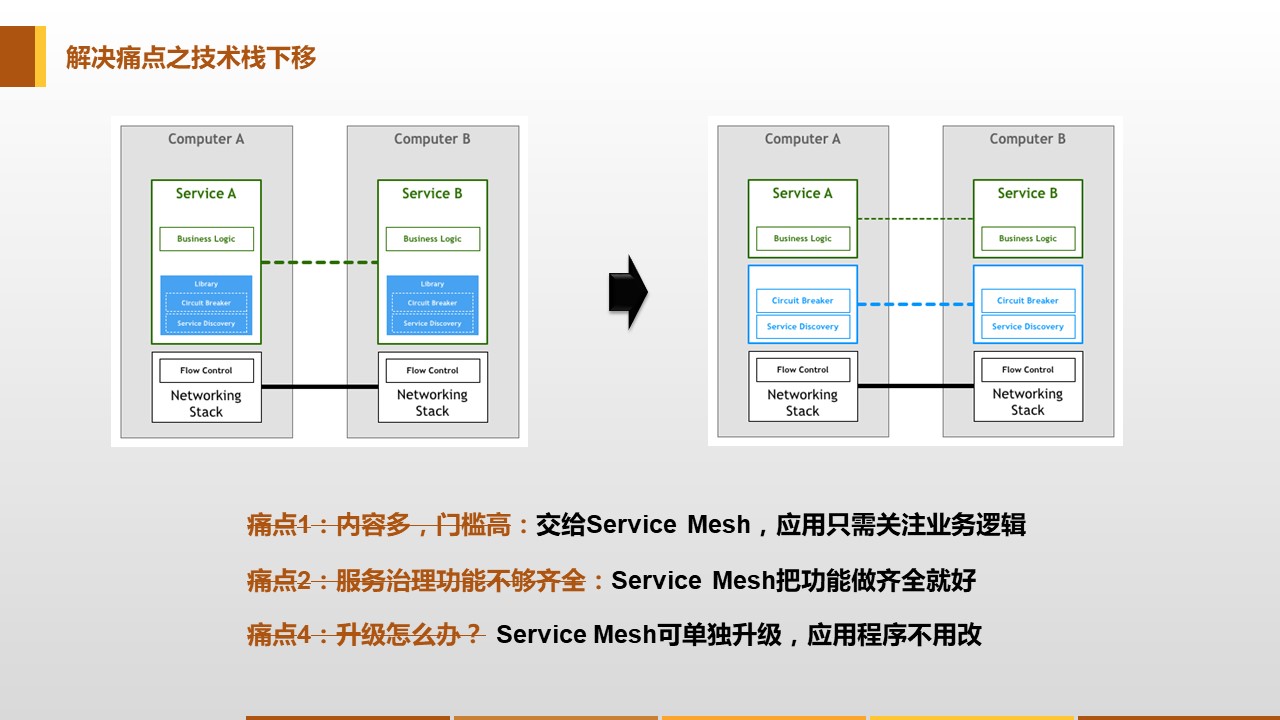 解决痛点之技术栈下移
Computer A
Computer B
Service A
Service B
Business Logic
Business Logic
Library
Library
Circuit Breaker
Circuit Breaker
Service Discovery
Service Discovery
Flow Control
Flow Control
Networking
Stack
Networking
Stack
Computer A
Computer B
Service A
Service B
Business Logic
Business Logic
Circuit Breaker
Circuit Breaker
Service Discovery
Service Discovery
Flow Control
Flow Control
Networking
Stack
Networking
Stack
痛点1：内容多，门槛高：交给Service Mesh，应用只需关注业务逻辑
痛点2：服务治理功能不够齐全：Service Mesh把功能做齐全就好
痛点4：升级怎么办？ Service Mesh可单独升级，应用程序不用改